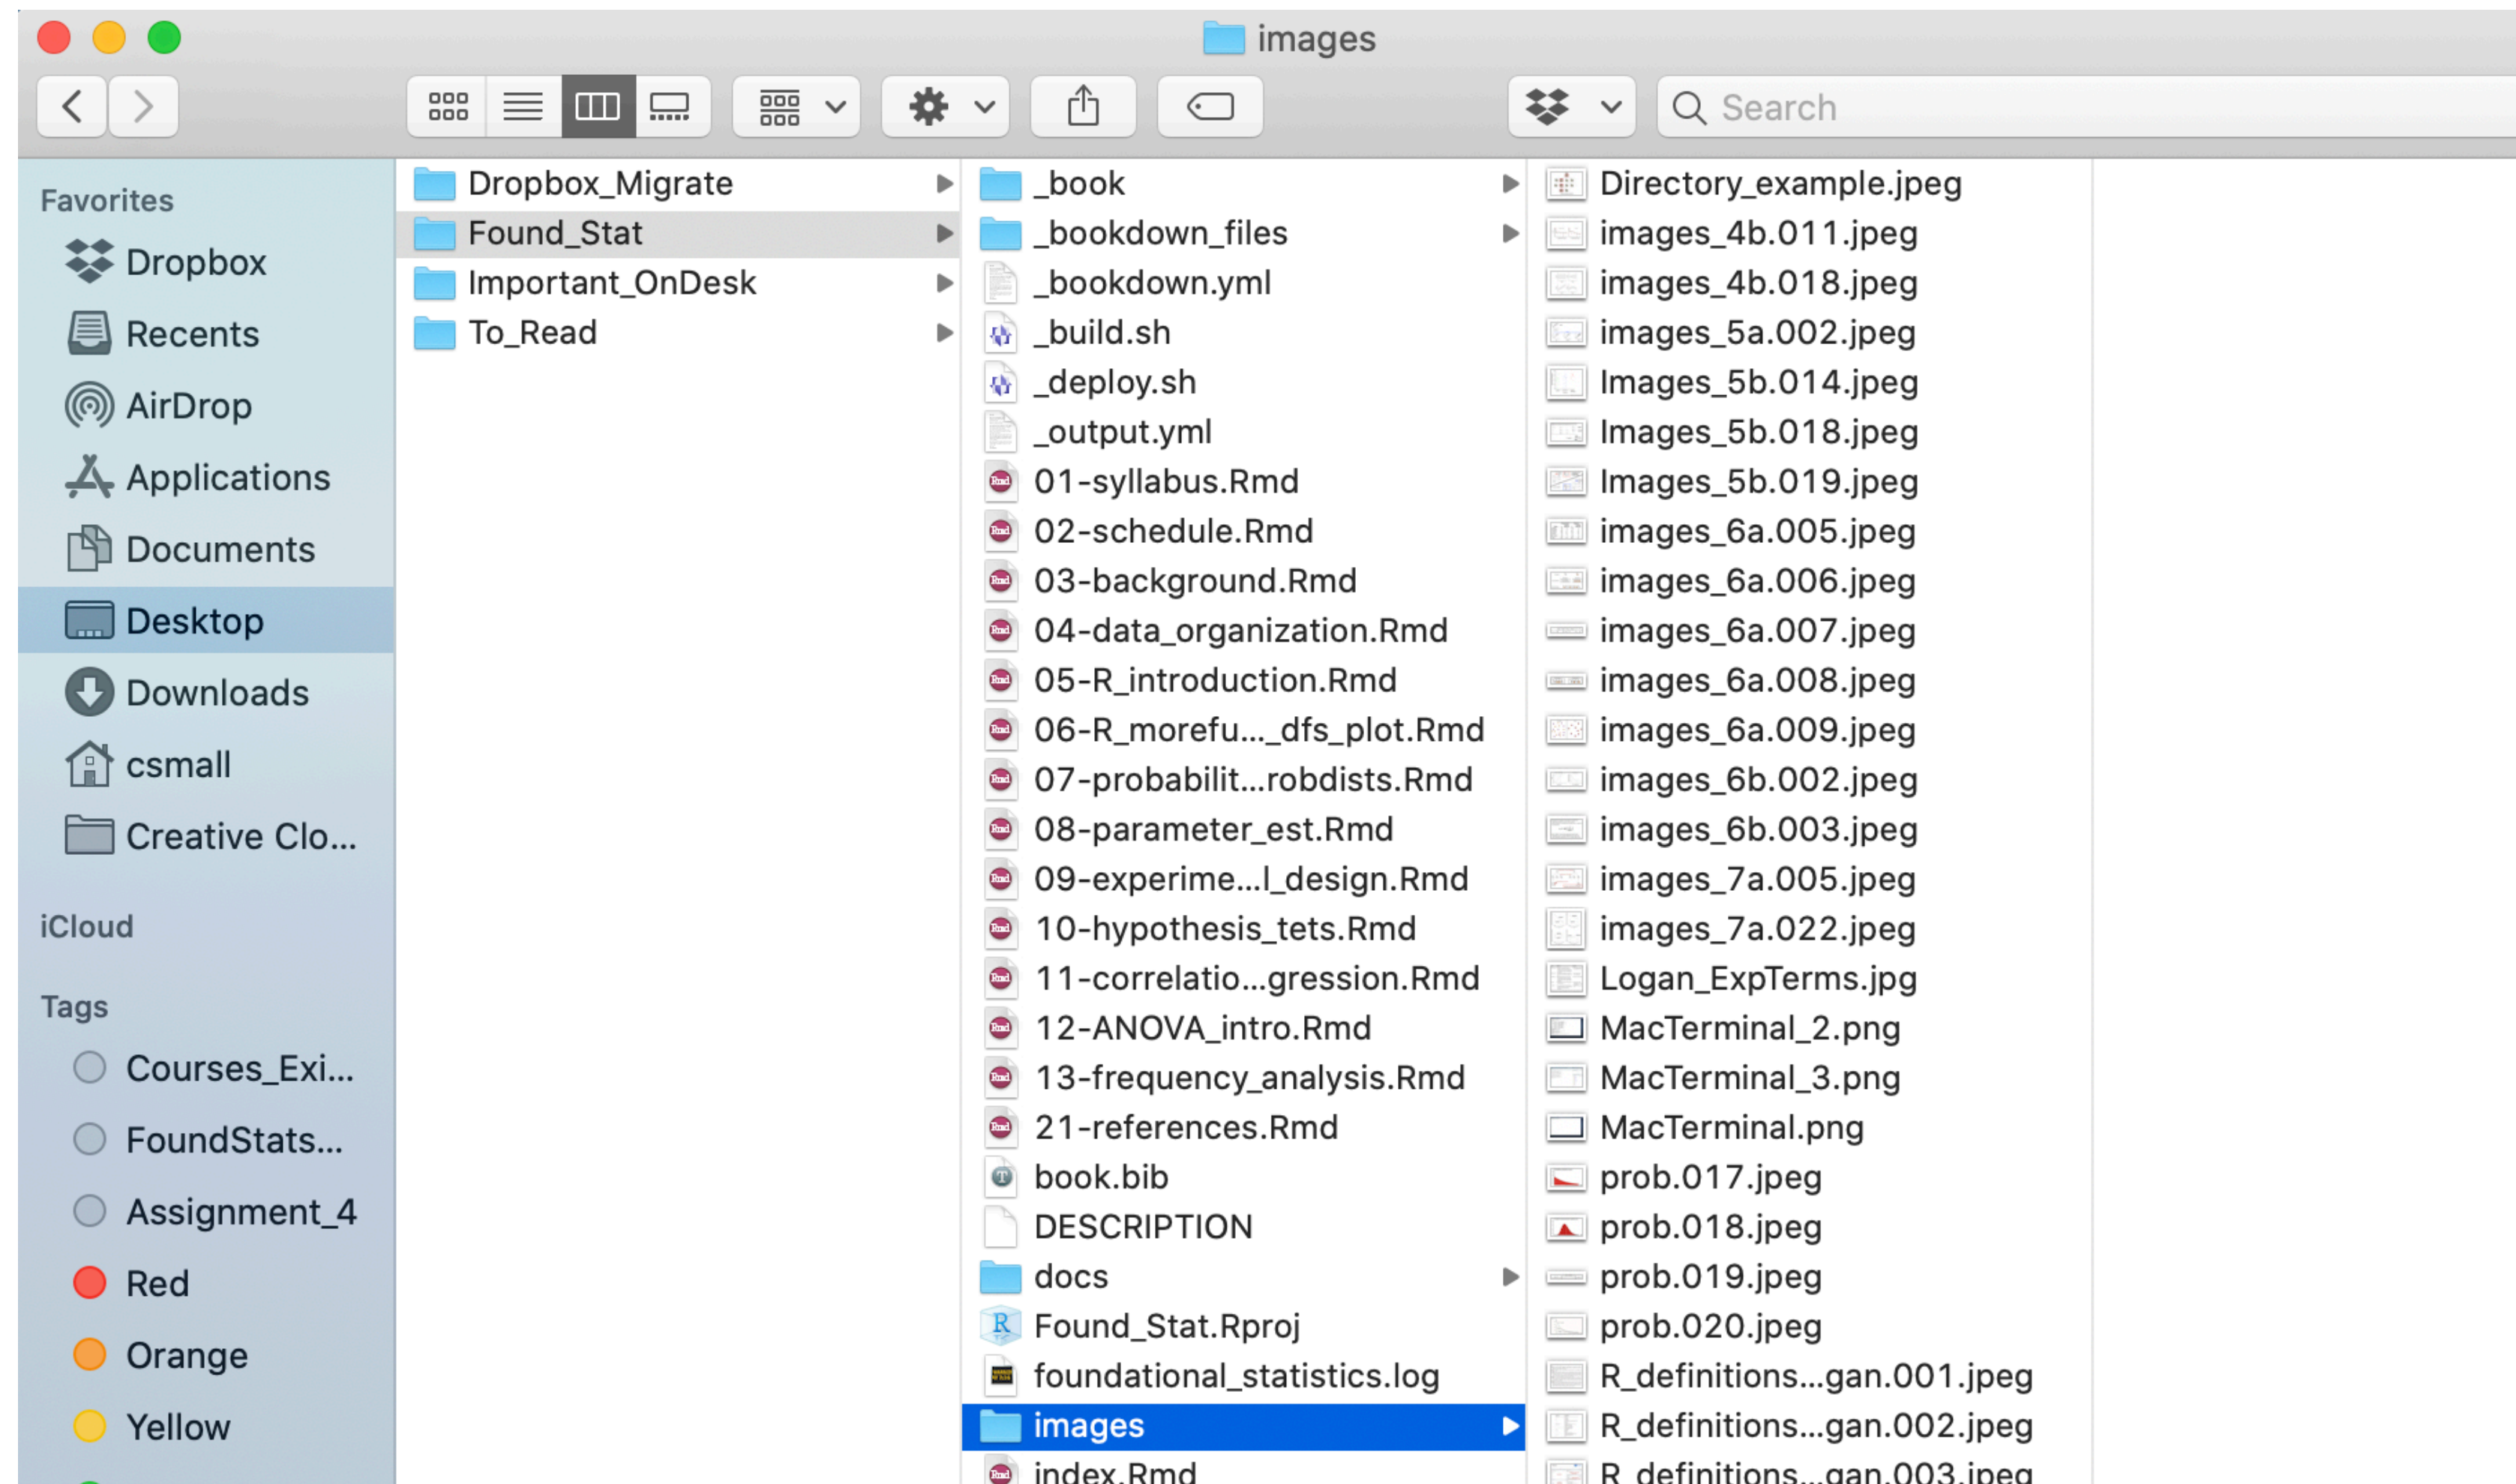 images
Search
Favorites
Dropbox
Recents
AirDrop
Applications
Documents
Desktop
Downloads
csmall
Creative Clo...
iCloud
Tags
Courses_Exi...
FoundStats...
Assignment_4
Red
Orange
Yellow
Dropbox_Migrate
Found_Stat
Important_OnDesk
To_Read
_book
_bookdown_files
_bookdown.yml
_build.sh
_deploy.sh
_output.yml
01-syllabus.Rmd
02-schedule.Rmd
03-background.Rmd
04-data_organization.Rmd
05-R_introduction.Rmd
06-R_morefu..._dfs_plot.Rmd
07-probabilit...robdists.Rmd
08-parameter_est.Rmd
09-experime...l_design.Rmd
10-hypothesis_tets.Rmd
11-correlatio...gression.Rmd
12-ANOVA_intro.Rmd
13-frequency_analysis.Rmd
21-references.Rmd
book.bib
DESCRIPTION
docs
Found_Stat.Rproj
foundational_statistics.log
images
index.Rmd
Directory_example.jpeg
images_4b.011.jpeg
images_4b.018.jpeg
images_5a.002.jpeg
Images_5b.014.jpeg
Images_5b.018.jpeg
Images_5b.019.jpeg
images_6a.005.jpeg
images_6a.006.jpeg
images_6a.007.jpeg
images_6a.008.jpeg
images_6a.009.jpeg
images_6b.002.jpeg
images_6b.003.jpeg
images_7a.005.jpeg
images_7a.022.jpeg
Logan_ExpTerms.jpg
MacTerminal_2.png
MacTerminal_3.png
MacTerminal.png
prob.017.jpeg
prob.018.jpeg
prob.019.jpeg
prob.020.jpeg
R_definitions...gan.001.jpeg
R_definitions...gan.002.jpeg
R_definitions...gan.003.jpeg